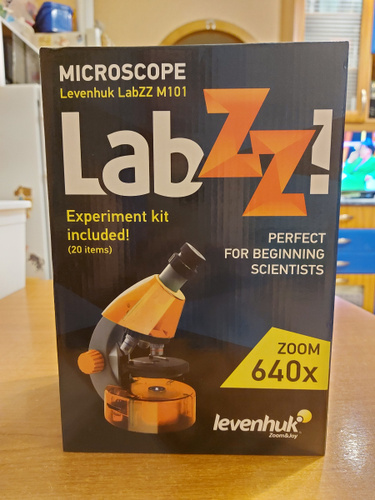 MICROSCOPE
Levenhuk LabZZ M101
LabZZ!
Experiment kit
included!
(20 items)
PERFECT
FOR BEGINNING
SCIENTISTS
ZOOM
640x
levenhuk
Zoom&Joy